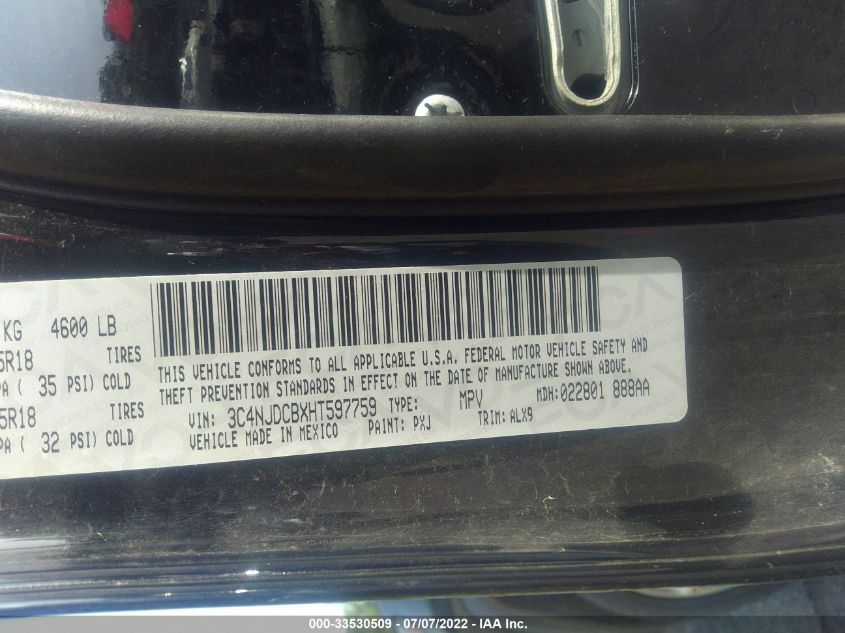 KG 4600 LB
5R18 TIRES
PA ( 35 PSI) COLD
5R18 TIRES
PA ( 32 PSI) COLD
THIS VEHICLE CONFORMS TO ALL APPLICABLE U.S.A. FEDERAL MOTOR VEHICLE SAFETY AND
THEFT PREVENTION STANDARDS IN EFFECT ON THE DATE OF MANUFACTURE SHOWN ABOVE.
VIN: 3C4NJDCBXHT597759 TYPE: MPV MDH:022801 888AA
VEHICLE MADE IN MEXICO PAINT: PXJ TRIM: ALX9
000-33530509 - 07/07/2022 - IAA Inc.